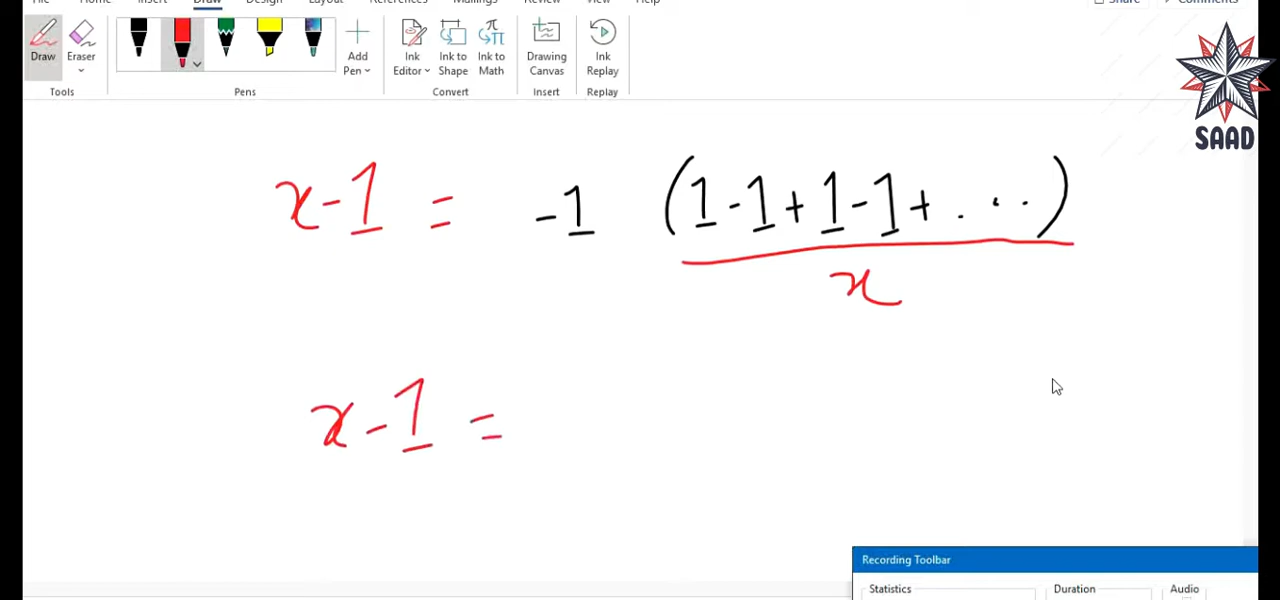 File Home Insert Draw Design Layout References Mailings Review View Help Share Comments
Draw Eraser Add Pen Ink Editor Ink to Shape Ink to Math Drawing Canvas Ink Replay
Tools Pens Convert Insert Replay
SAAD
x-1 = -1 (1-1+1-1+....)
x
x-1 =
Recording Toolbar
Statistics Duration Audio